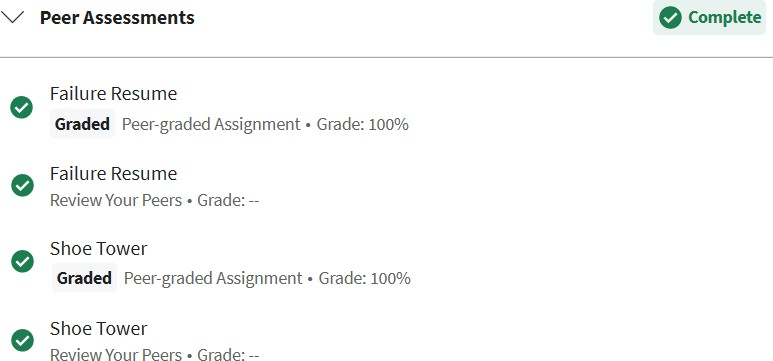 Peer Assessments
Complete
Failure Resume
Graded Peer-graded Assignment • Grade: 100%
Failure Resume
Review Your Peers • Grade: --
Shoe Tower
Graded Peer-graded Assignment • Grade: 100%
Shoe Tower
Review Your Peers • Grade: --